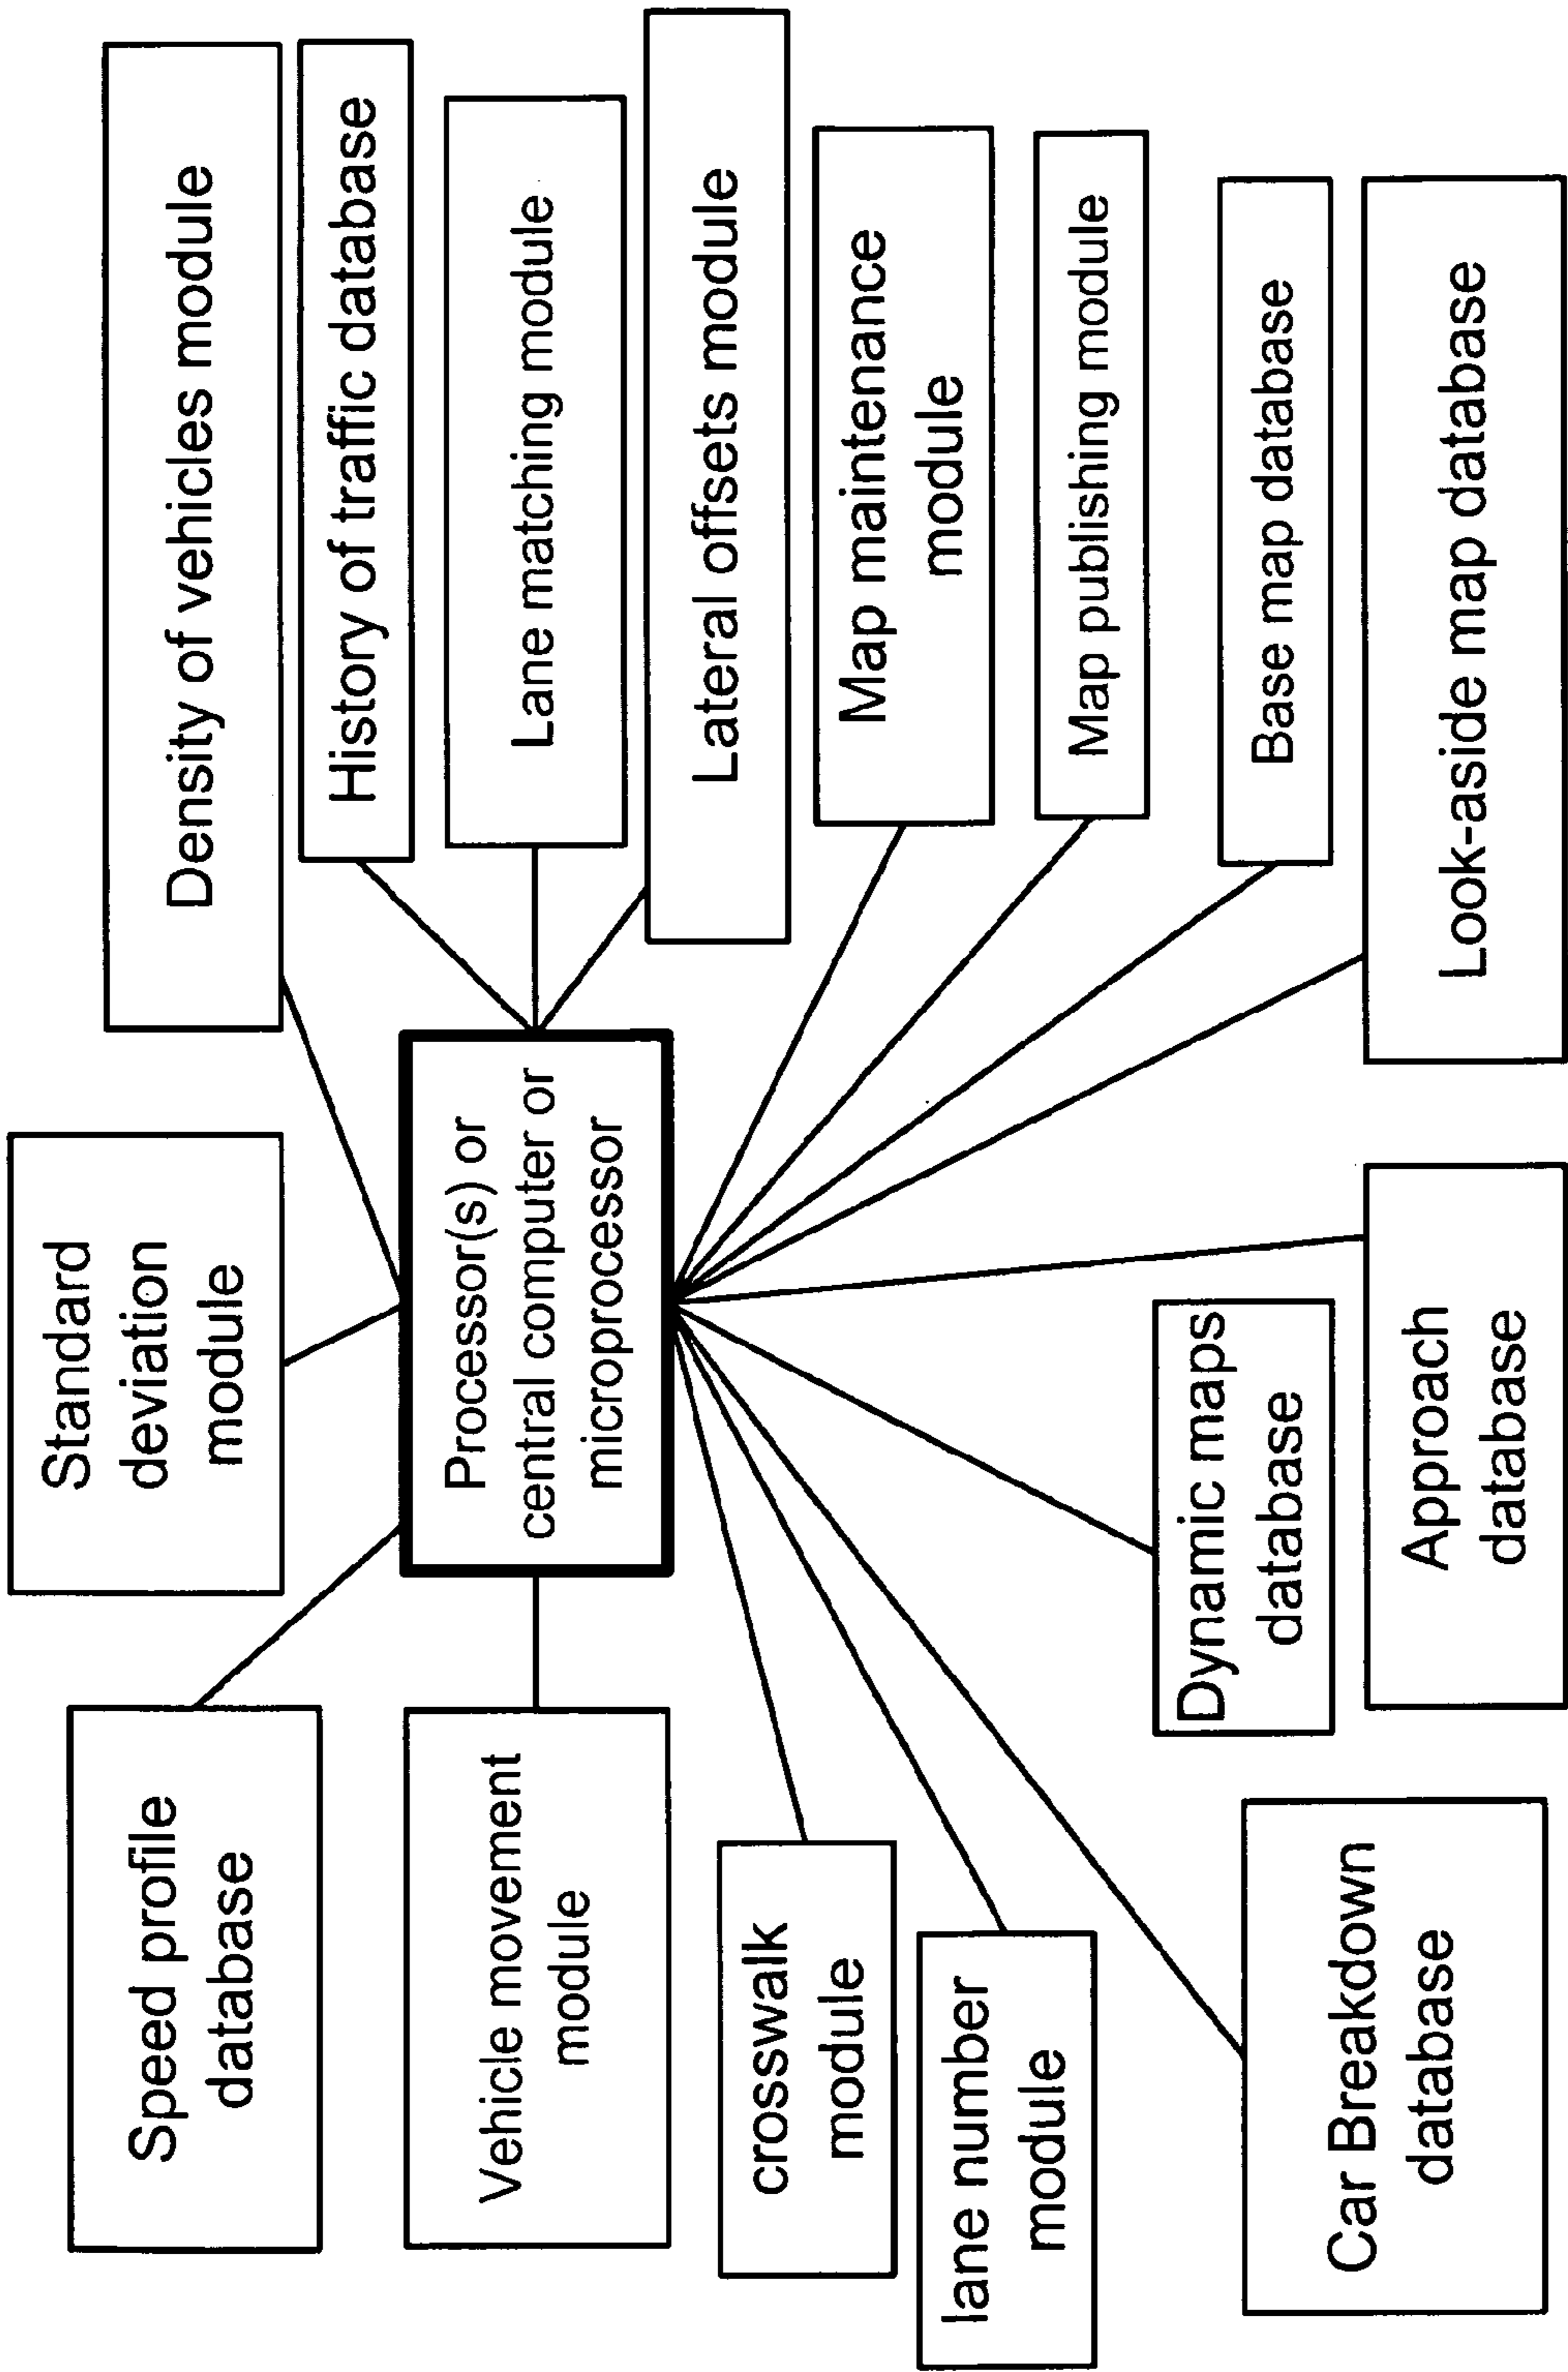 Speed profile
database
Standard
deviation
module
Density of vehicles module
History of traffic database
Vehicle movement
module
Processor(s) or
central computer or
microprocessor
Lane matching module
Lateral offsets module
crosswalk
module
Map maintenance
module
lane number
module
Map publishing module
Dynamic maps
database
Base map database
Car Breakdown
database
Approach
database
Look-aside map database